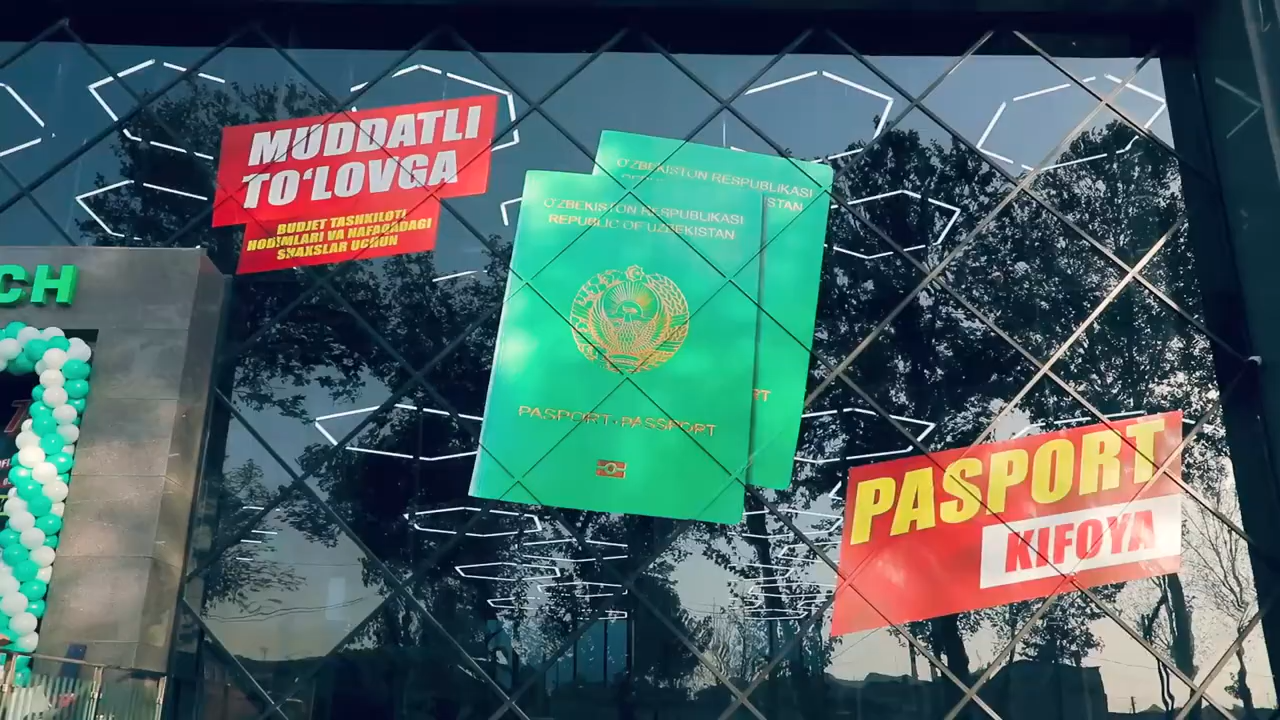 MUDDATLI
TO‘LOVGA
BUDJET TASHKILOTI
HODIMLARI VA NAFAQADAGI
SHAXSLAR UCHUN
CH
O'ZBEKISTON RESPUBLIKASI
O'ZBEKISTON RESPUBLIKASI
REPUBLIC OF UZBEKISTAN
PASPORT · PASSPORT
PASPORT
KIFOYA